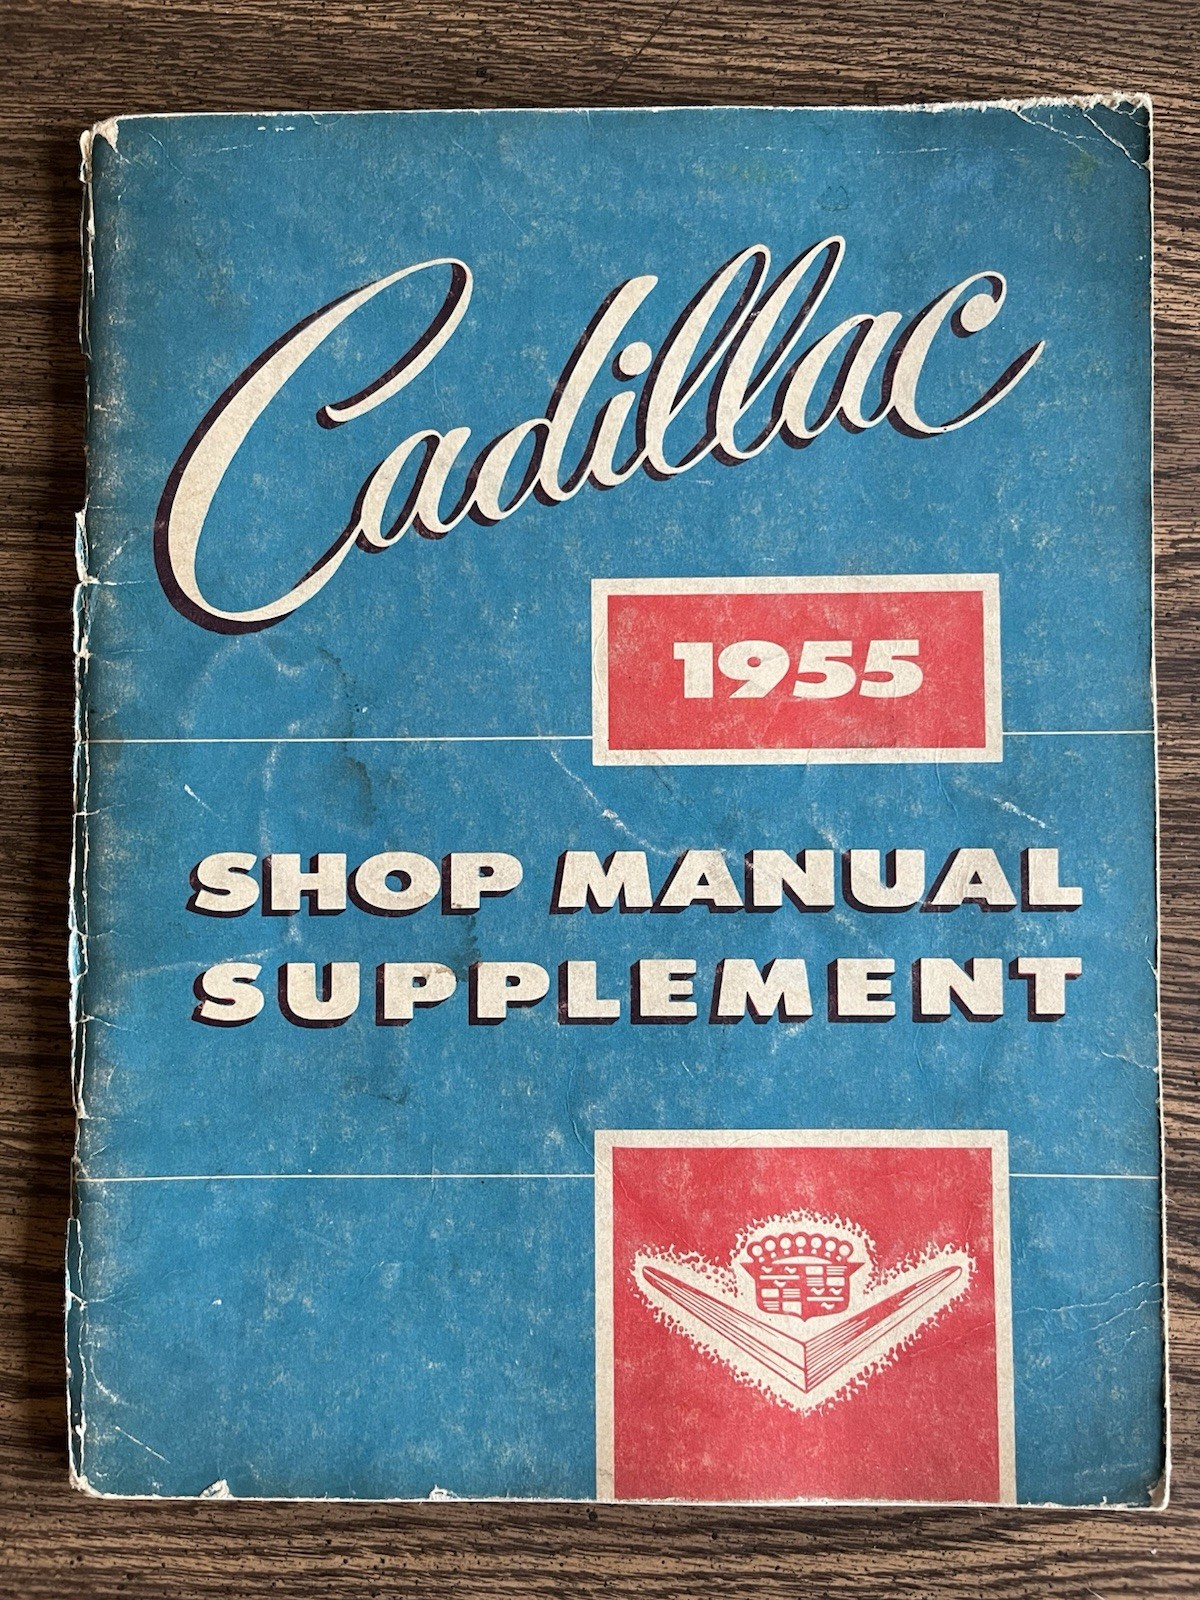 Cadillac
1955
SHOP MANUAL
SUPPLEMENT